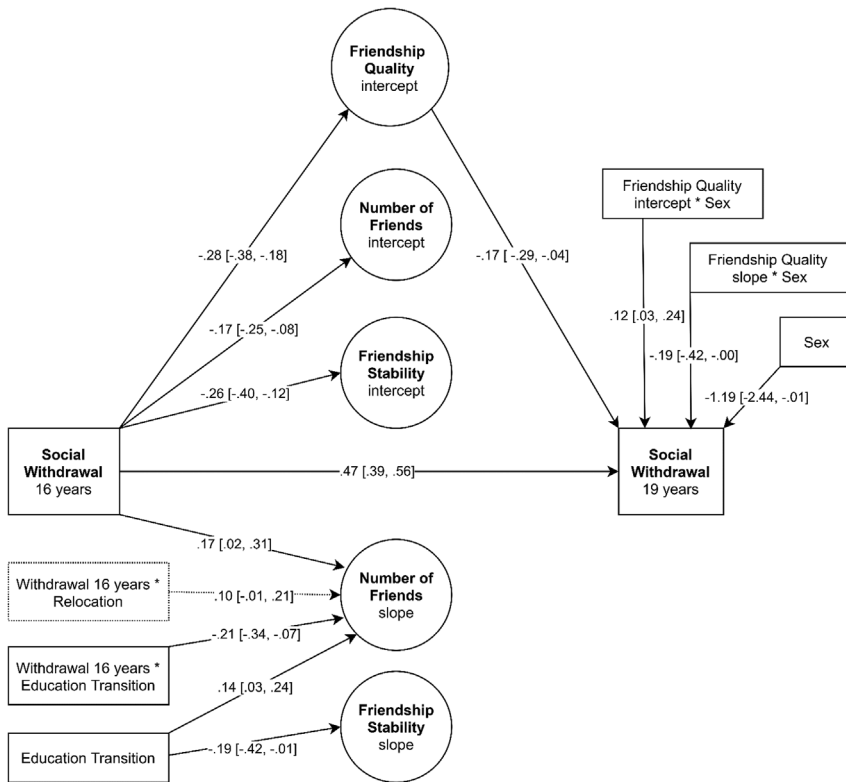 Friendship
Quality
intercept
Number of
Friends
intercept
Friendship
Stability
intercept
-.28 [-.38, -.18]
-.17 [-.25, -.08]
-.26 [-.40, -.12]
-.17 [ -.29, -.04]
Friendship Quality
intercept * Sex
Friendship Quality
slope * Sex
Sex
.12 [.03, .24]
-.19 [-.42, -.00]
-1.19 [-2.44, -.01]
Social
Withdrawal
16 years
.47 [.39, .56]
Social
Withdrawal
19 years
.17 [.02, .31]
Withdrawal 16 years *
Relocation
.10 [-.01, .21]
Number of
Friends
slope
Withdrawal 16 years *
Education Transition
-.21 [-.34, -.07]
.14 [.03, .24]
Education Transition
-.19 [-.42, -.01]
Friendship
Stability
slope